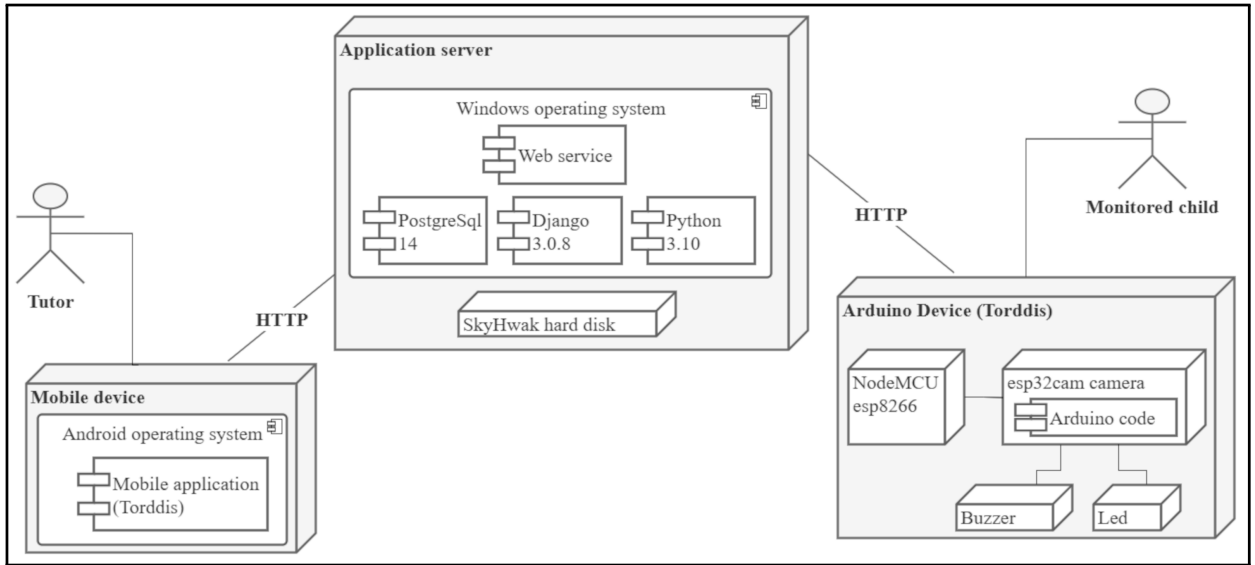 Application server
Windows operating system
Web service
PostgreSql
14
Django
3.0.8
Python
3.10
SkyHwak hard disk
Tutor
HTTP
Mobile device
Android operating system
Mobile application
(Torddis)
HTTP
Monitored child
Arduino Device (Torddis)
NodeMCU
esp8266
esp32cam camera
Arduino code
Buzzer
Led